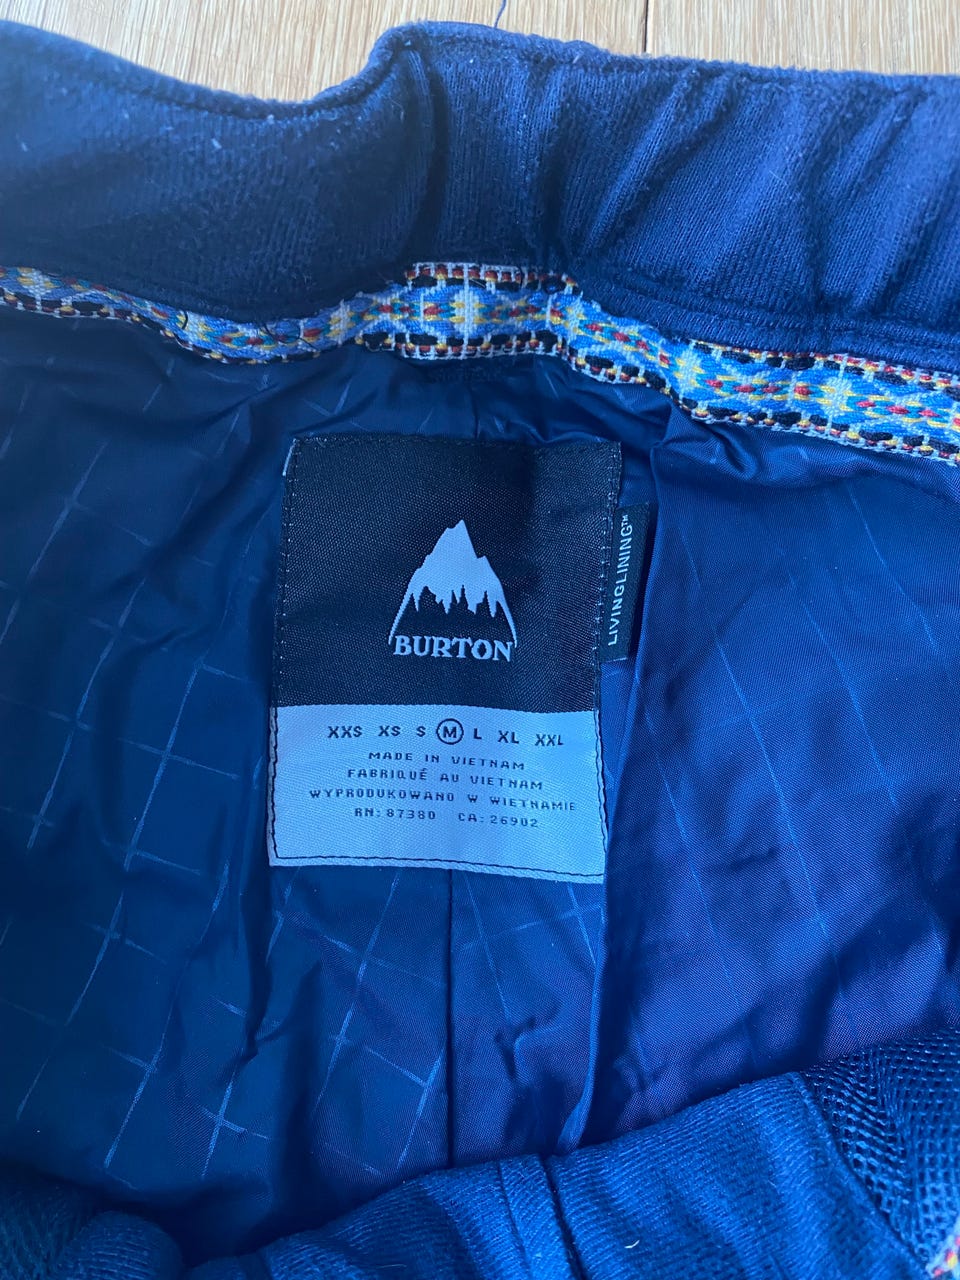 BURTON
LIVINGLINING™
XXS XS S M L XL XXL
MADE IN VIETNAM
FABRIQUÉ AU VIETNAM
WYPRODUKOWANO W WIETNAMIE
RN: 87380 CA: 26902